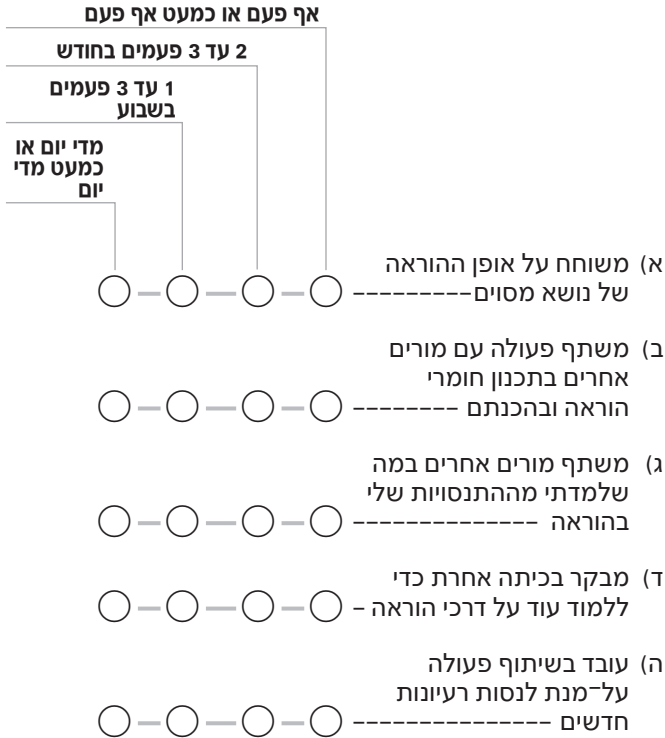 אף פעם או כמעט אף פעם
2 עד 3 פעמים בחודש
1 עד 3 פעמים
בשבוע
מדי יום או
כמעט מדי
יום
א) משוחח על אופן ההוראה
של נושא מסוים---------
ב) משתף פעולה עם מורים
אחרים בתכנון חומרי
הוראה ובהכנתם --------
ג) משתף מורים אחרים במה
שלמדתי מההתנסויות שלי
בהוראה --------------
ד) מבקר בכיתה אחרת כדי
ללמוד עוד על דרכי הוראה -
ה) עובד בשיתוף פעולה
על־מנת לנסות רעיונות
חדשים ---------------